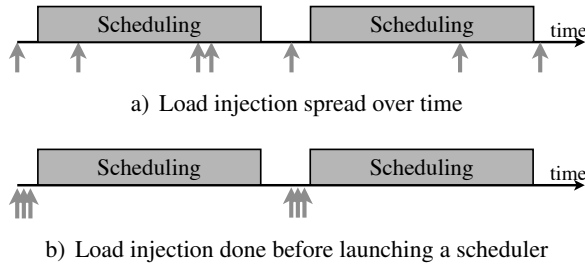 Scheduling Scheduling
time
a) Load injection spread over time
Scheduling Scheduling
time
b) Load injection done before launching a scheduler